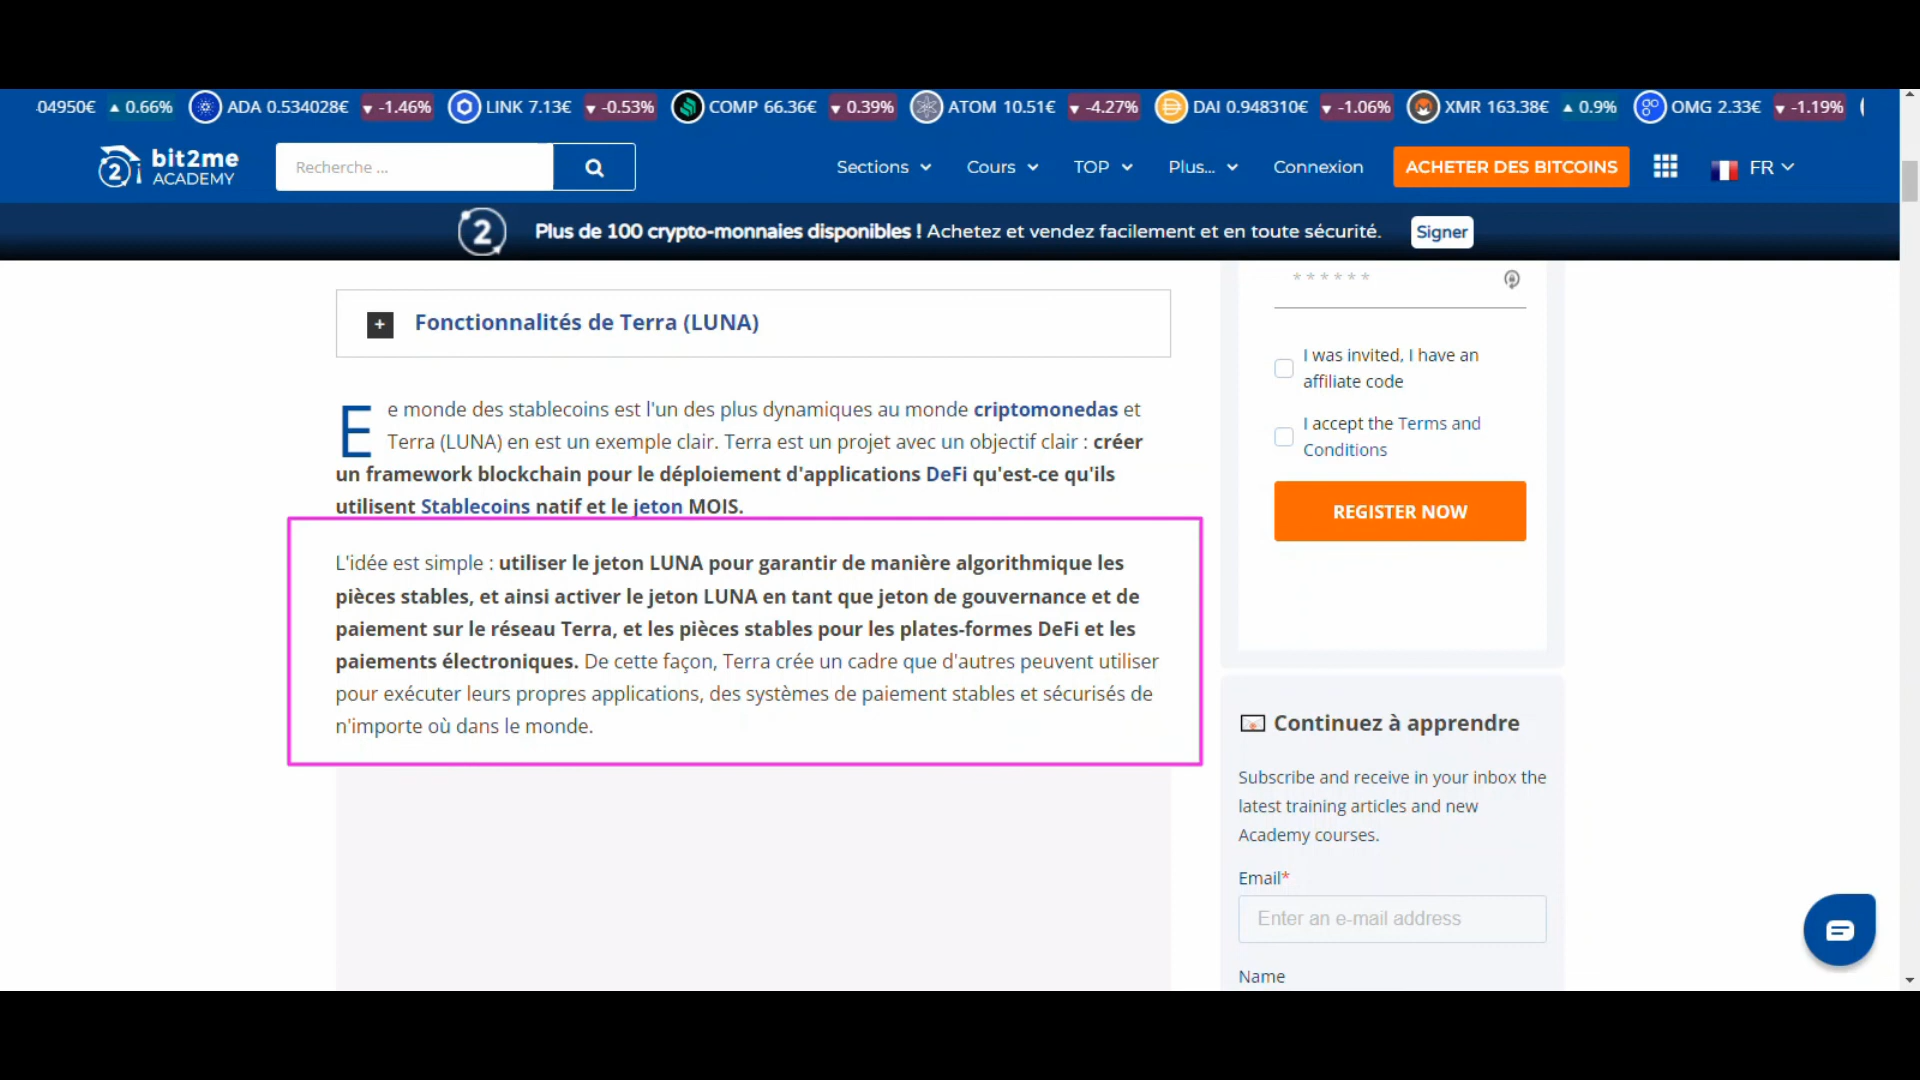 04950€ ▲ 0.66% ADA 0.534028€ ▼ -1.46% LINK 7.13€ ▼ -0.53% COMP 66.36€ ▼ 0.39% ATOM 10.51€ ▼ -4.27% DAI 0.948310€ ▼ -1.06% XMR 163.38€ ▲ 0.9% OMG 2.33€ ▼ -1.19%
bit2me
ACADEMY
Recherche ...
Sections Cours TOP Plus... Connexion ACHETER DES BITCOINS FR
2 Plus de 100 crypto-monnaies disponibles ! Achetez et vendez facilement et en toute sécurité. Signer
+ Fonctionnalités de Terra (LUNA)
E e monde des stablecoins est l'un des plus dynamiques au monde criptomonedas et
Terra (LUNA) en est un exemple clair. Terra est un projet avec un objectif clair : créer
un framework blockchain pour le déploiement d'applications DeFi qu'est-ce qu'ils
utilisent Stablecoins natif et le jeton MOIS.
L'idée est simple : utiliser le jeton LUNA pour garantir de manière algorithmique les
pièces stables, et ainsi activer le jeton LUNA en tant que jeton de gouvernance et de
paiement sur le réseau Terra, et les pièces stables pour les plates-formes DeFi et les
paiements électroniques. De cette façon, Terra crée un cadre que d'autres peuvent utiliser
pour exécuter leurs propres applications, des systèmes de paiement stables et sécurisés de
n'importe où dans le monde.
******
I was invited, I have an
affiliate code
I accept the Terms and
Conditions
REGISTER NOW
Continuez à apprendre
Subscribe and receive in your inbox the
latest training articles and new
Academy courses.
Email*
Enter an e-mail address
Name